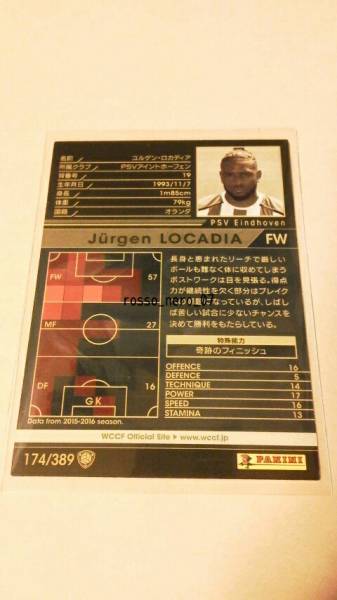 名前 ユルゲン・ロカディア
所属クラブ PSVアイントホーフェン
背番号 19
生年月日 1993/11/7
身長 1m85cm
体重 79kg
国籍 オランダ
PSV Eindhoven
Jürgen LOCADIA FW
FW 57
MF 27
DF 16
GK
Data from 2015-2016 season.
長身と恵まれたリーチで厳しい
ボールも難なく体に収めてしまう
ポストワークは目を見張る。得点
力が継続性を欠く部分はブレイク
なっているが、しばしば
ば苦しい試合に少ないチャンスを
決めて勝利をもたらしている。
rosso_nero_07
特殊能力
奇跡のフィニッシュ
OFFENCE 16
DEFENCE 5
TECHNIQUE 14
POWER 17
SPEED 16
STAMINA 13
WCCF Official Site ▶ www.wccf.jp
174/389
PANINI